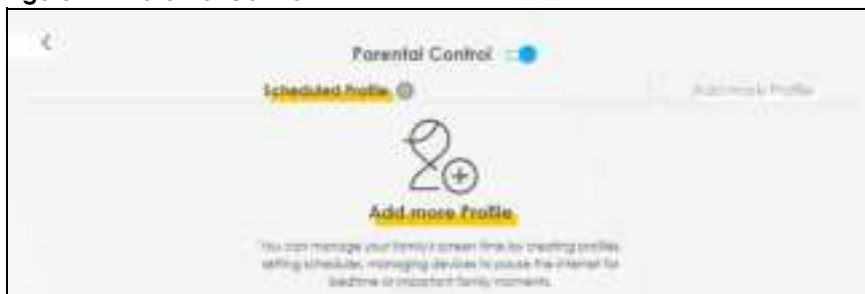 Parental Control
Scheduled Profile
Add more Profile
Add more Profile
You can manage your family's screen time by creating profiles,
setting schedules, managing devices to pause the internet for
bedtime or important family moments.